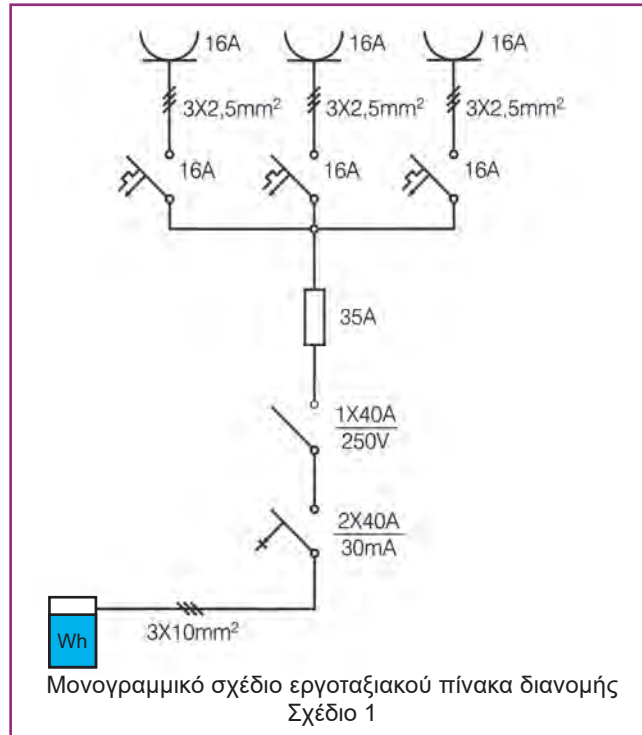 16A 16A 16A
3X2,5mm² 3X2,5mm² 3X2,5mm²
16A 16A 16A
35A
1X40A
250V
2X40A
30mA
Wh
3X10mm²
Μονογραμμικό σχέδιο εργοταξιακού πίνακα διανομής
Σχέδιο 1